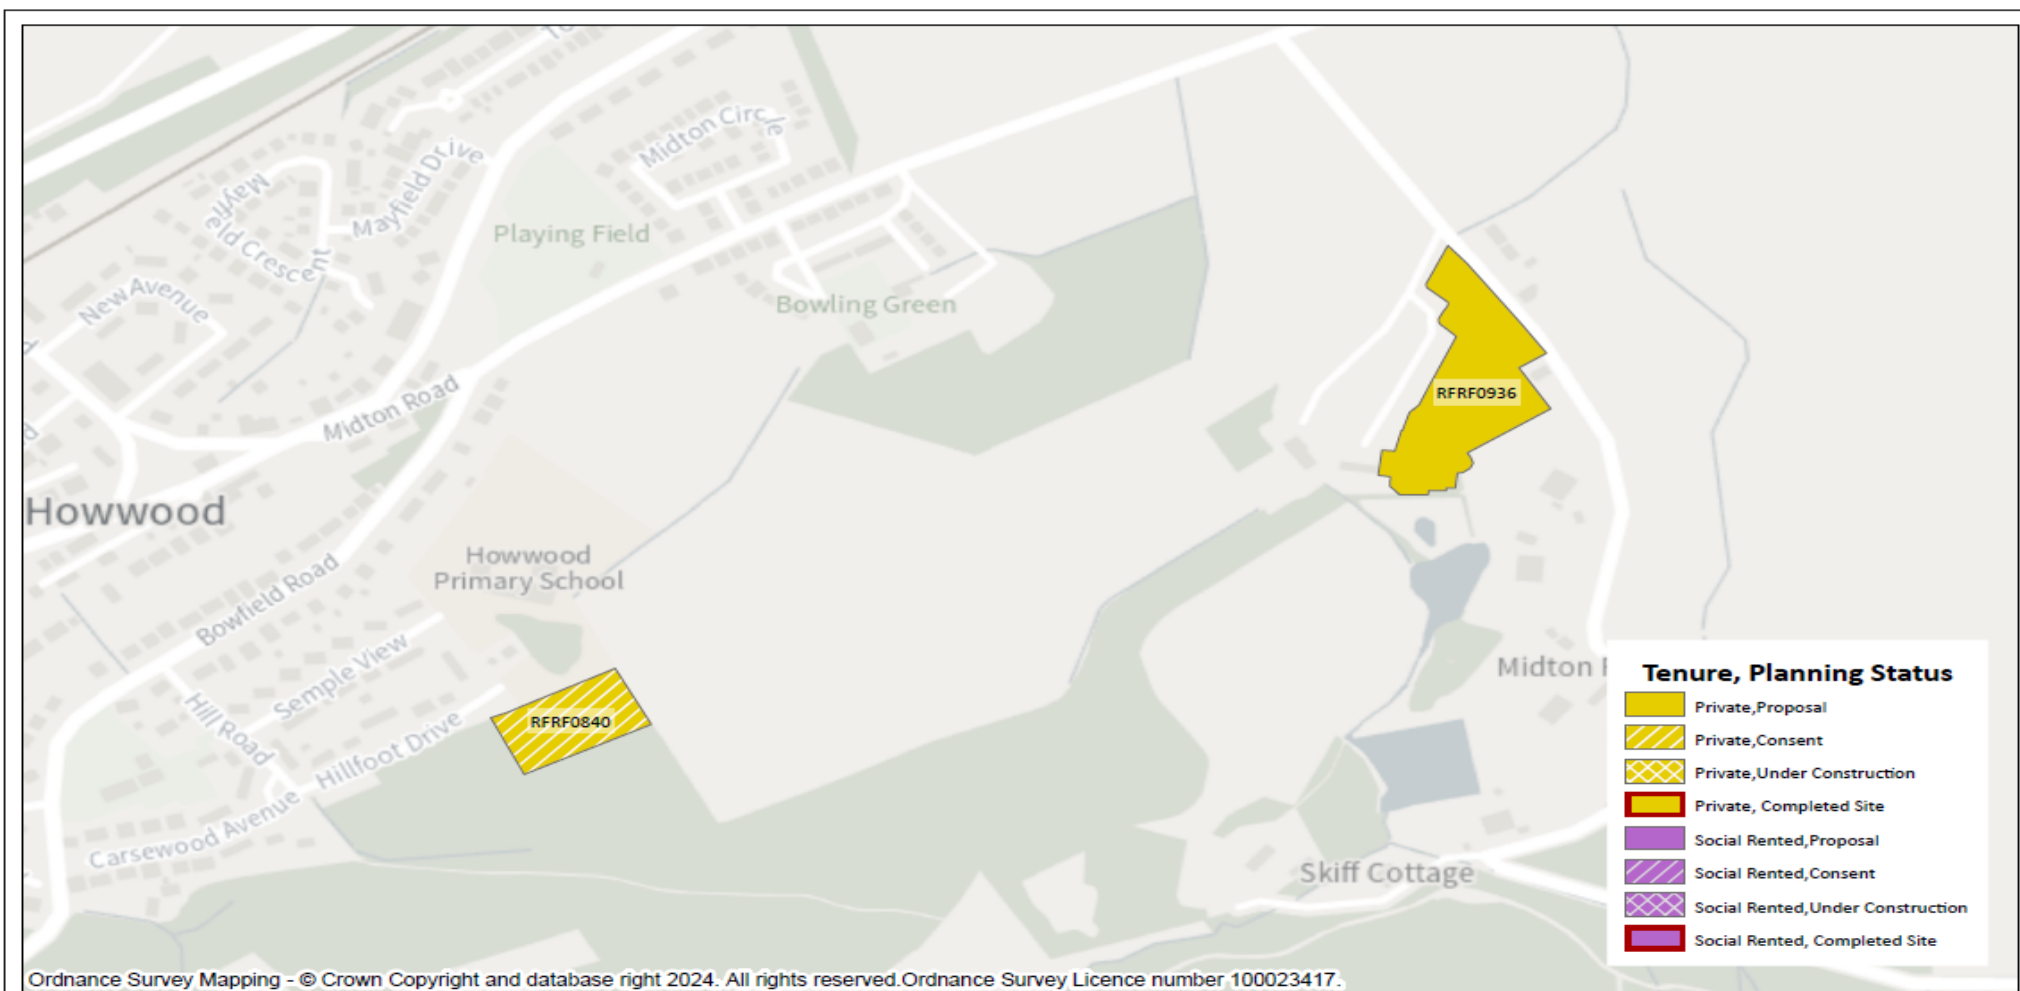 Midton Circle
Mayfield Drive
Mayffie
eld Crescent
Playing Field
New Avenue
Bowling Green
Midton Road
RFRF0936
Howwood
Howwood
Primary School
Bowfield Road
Semple View
Hill Road
Hillfoot Drive
RFRF0840
Carsewood Avenue
Midton
Skiff Cottage
Tenure, Planning Status
Private,Proposal
Private,Consent
Private,Under Construction
Private, Completed Site
Social Rented,Proposal
Social Rented,Consent
Social Rented,Under Construction
Social Rented, Completed Site
Ordnance Survey Mapping - © Crown Copyright and database right 2024. All rights reserved.Ordnance Survey Licence number 100023417.